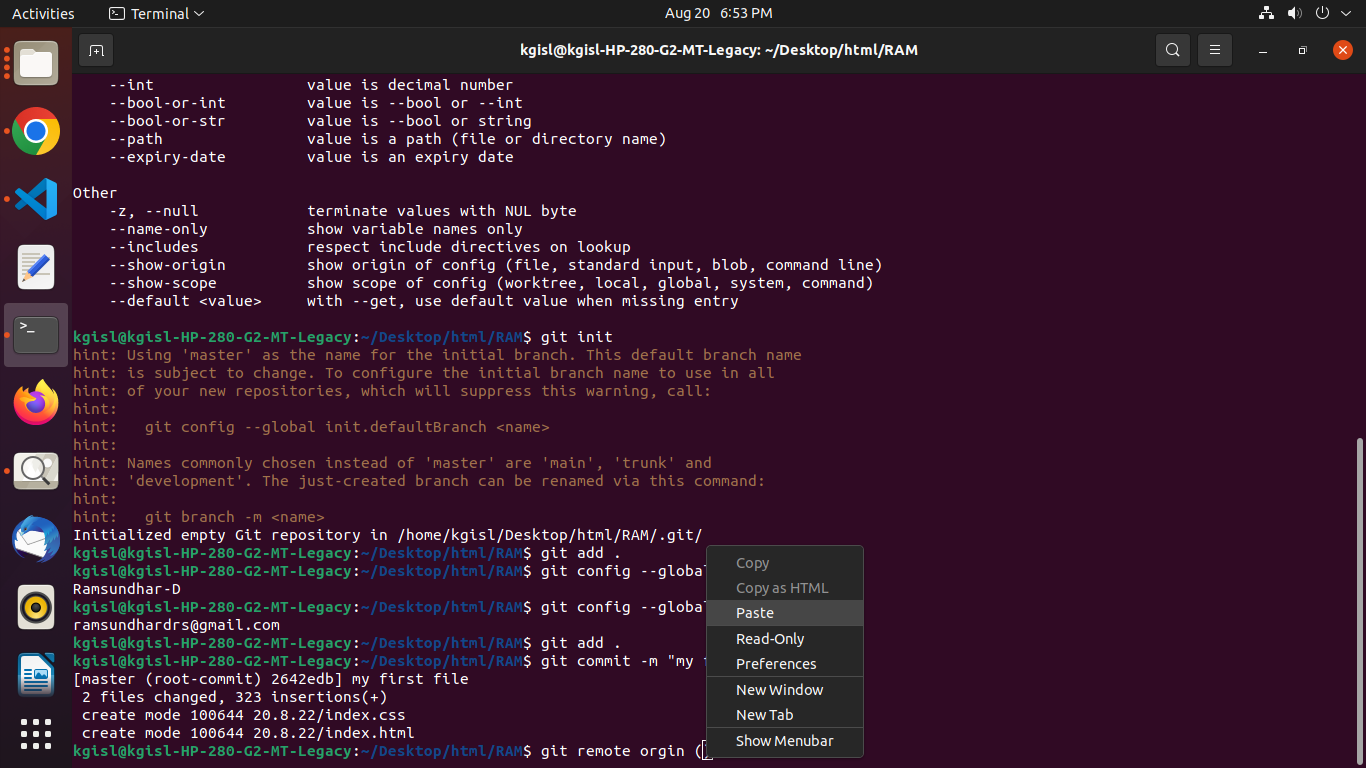 Activities Terminal Aug 20 6:53 PM
kgisl@kgisl-HP-280-G2-MT-Legacy: ~/Desktop/html/RAM
--int value is decimal number
--bool-or-int value is --bool or --int
--bool-or-str value is --bool or string
--path value is a path (file or directory name)
--expiry-date value is an expiry date
Other
-z, --null terminate values with NUL byte
--name-only show variable names only
--includes respect include directives on lookup
--show-origin show origin of config (file, standard input, blob, command line)
--show-scope show scope of config (worktree, local, global, system, command)
--default <value> with --get, use default value when missing entry
kgisl@kgisl-HP-280-G2-MT-Legacy:~/Desktop/html/RAM$ git init
hint: Using 'master' as the name for the initial branch. This default branch name
hint: is subject to change. To configure the initial branch name to use in all
hint: of your new repositories, which will suppress this warning, call:
hint:
hint: git config --global init.defaultBranch <name>
hint:
hint: Names commonly chosen instead of 'master' are 'main', 'trunk' and
hint: 'development'. The just-created branch can be renamed via this command:
hint:
hint: git branch -m <name>
Initialized empty Git repository in /home/kgisl/Desktop/html/RAM/.git/
kgisl@kgisl-HP-280-G2-MT-Legacy:~/Desktop/html/RAM$ git add .
kgisl@kgisl-HP-280-G2-MT-Legacy:~/Desktop/html/RAM$ git config --global
Ramsundhar-D
kgisl@kgisl-HP-280-G2-MT-Legacy:~/Desktop/html/RAM$ git config --global
ramsundhardrs@gmail.com
kgisl@kgisl-HP-280-G2-MT-Legacy:~/Desktop/html/RAM$ git add .
kgisl@kgisl-HP-280-G2-MT-Legacy:~/Desktop/html/RAM$ git commit -m "my
[master (root-commit) 2642edb] my first file
2 files changed, 323 insertions(+)
create mode 100644 20.8.22/index.css
create mode 100644 20.8.22/index.html
kgisl@kgisl-HP-280-G2-MT-Legacy:~/Desktop/html/RAM$ git remote orgin ()
Copy
Copy as HTML
Paste
Read-Only
Preferences
New Window
New Tab
Show Menubar